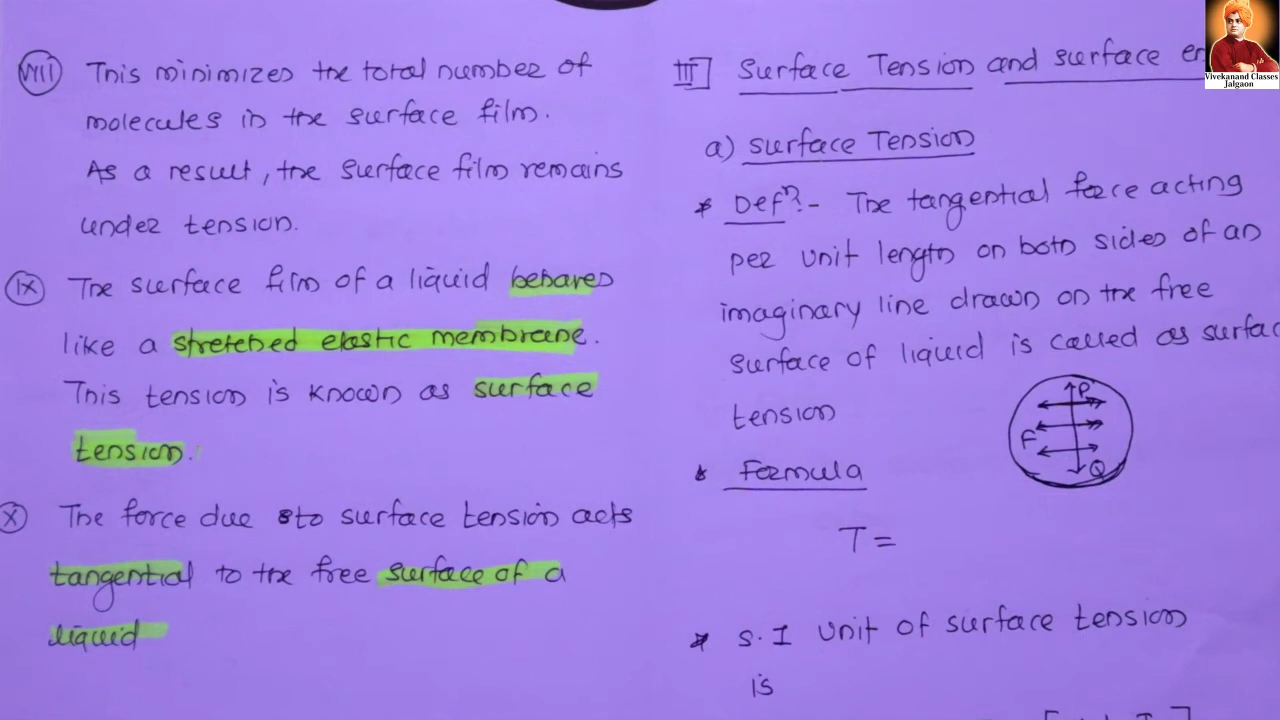 VIII) This minimizes the total number of
molecules in the surface film.
As a result, the surface film remains
under tension.
IX) The surface film of a liquid behaves
like a stretched elastic membrane.
This tension is known as surface
tension.
X) The force due to surface tension acts
tangential to the free surface of a
liquid
III] Surface Tension and surface en
a) Surface Tension
* Defn:- The tangential force acting
per unit length on both sides of an
imaginary line drawn on the free
surface of liquid is called as surfac
tension
P
F
Q
* Formula
T =
* S.I unit of surface tension
is
Vivekanand Classes
Jalgaon